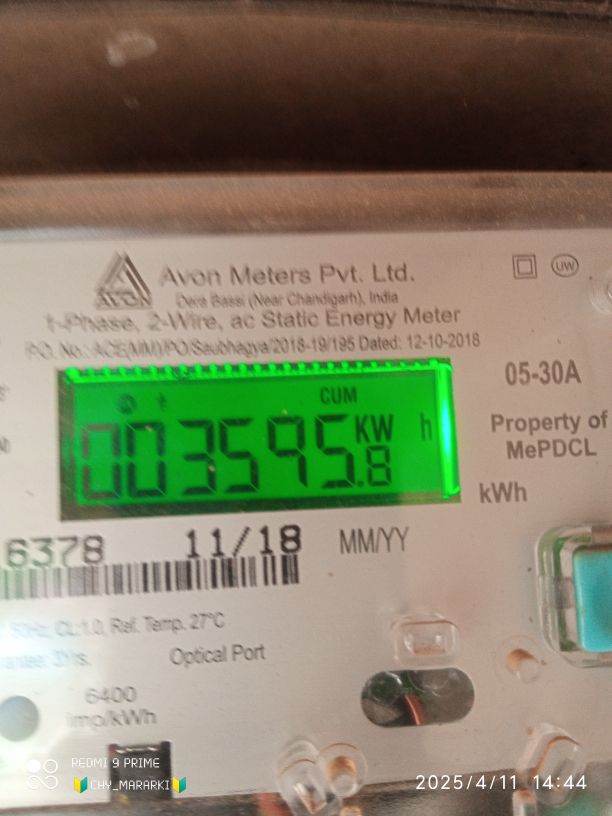 AVON
Avon Meters Pvt. Ltd.
Dera Bassi (Near Chandigarh), India
1-Phase, 2-Wire, ac Static Energy Meter
P.O. No.: ACE(MM)/PO/Saubhagya/2018-19/195 Dated: 12-10-2018
UW
05-30A
Property of
MePDCL
CUM
003595.8 KW h
kWh
6378 11/18 MM/YY
50Hz, CL:1.0, Ref. Temp. 27°C
Optical Port
6400
imp/kWh
REDMI 9 PRIME
CHY_MARARKI
2025/4/11 14:44